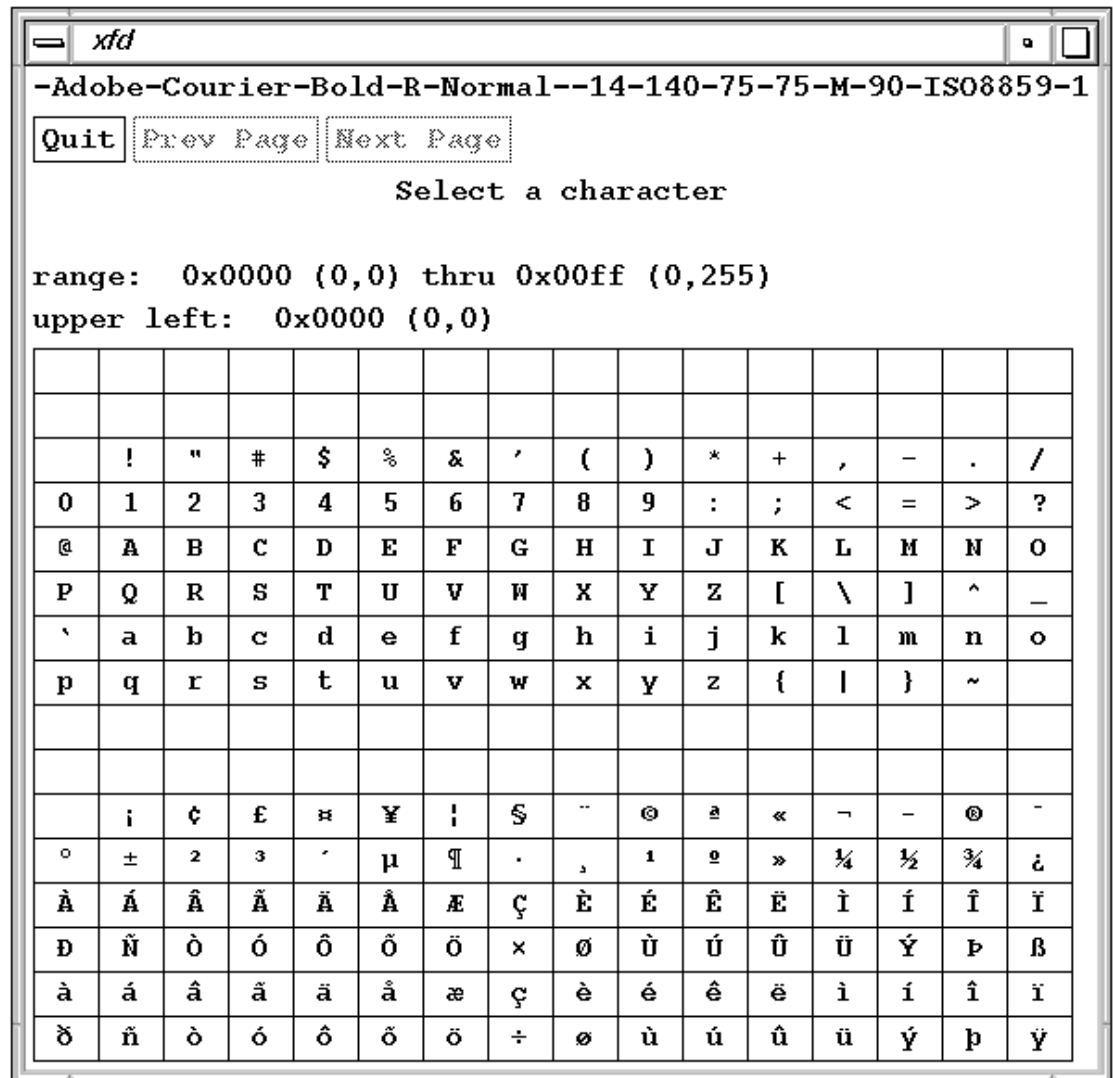 xfd
-Adobe-Courier-Bold-R-Normal--14-140-75-75-M-90-ISO8859-1
Quit Prev Page Next Page
Select a character
range: 0x0000 (0,0) thru 0x00ff (0,255)
upper left: 0x0000 (0,0)
! " # $ % & ' ( ) * + , - . /
0 1 2 3 4 5 6 7 8 9 : ; < = > ?
@ A B C D E F G H I J K L M N O
P Q R S T U V W X Y Z [ \ ] ^ _
` a b c d e f g h i j k l m n o
p q r s t u v w x y z { | } ~
¡ ¢ £ ¤ ¥ ¦ § ¨ © ª « ¬ - ® ¯
° ± ² ³ ´ µ ¶ · ¸ ¹ º » ¼ ½ ¾ ¿
À Á Â Ã Ä Å Æ Ç È É Ê Ë Ì Í Î Ï
Ð Ñ Ò Ó Ô Õ Ö × Ø Ù Ú Û Ü Ý Þ ß
à á â ã ä å æ ç è é ê ë ì í î ï
ð ñ ò ó ô õ ö ÷ ø ù ú û ü ý þ ÿ